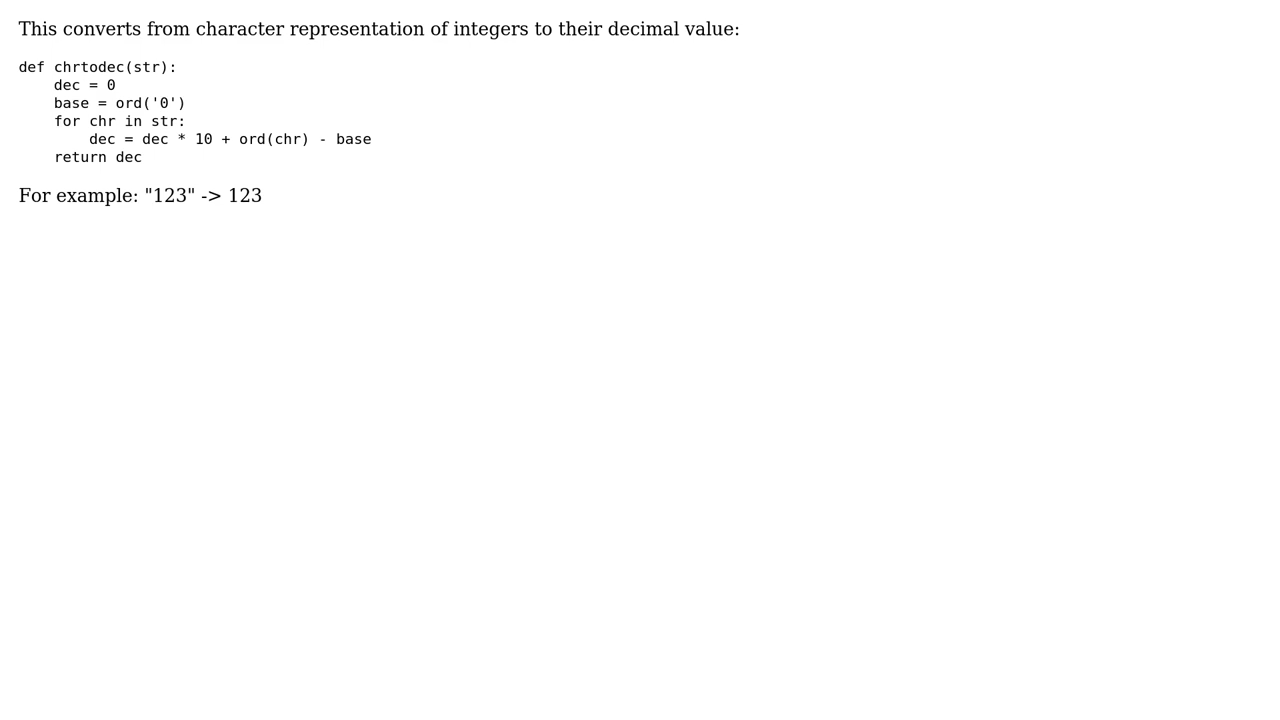 This converts from character representation of integers to their decimal value:
def chrtodec(str):
    dec = 0
    base = ord('0')
    for chr in str:
        dec = dec * 10 + ord(chr) - base
    return dec
For example: "123" -> 123